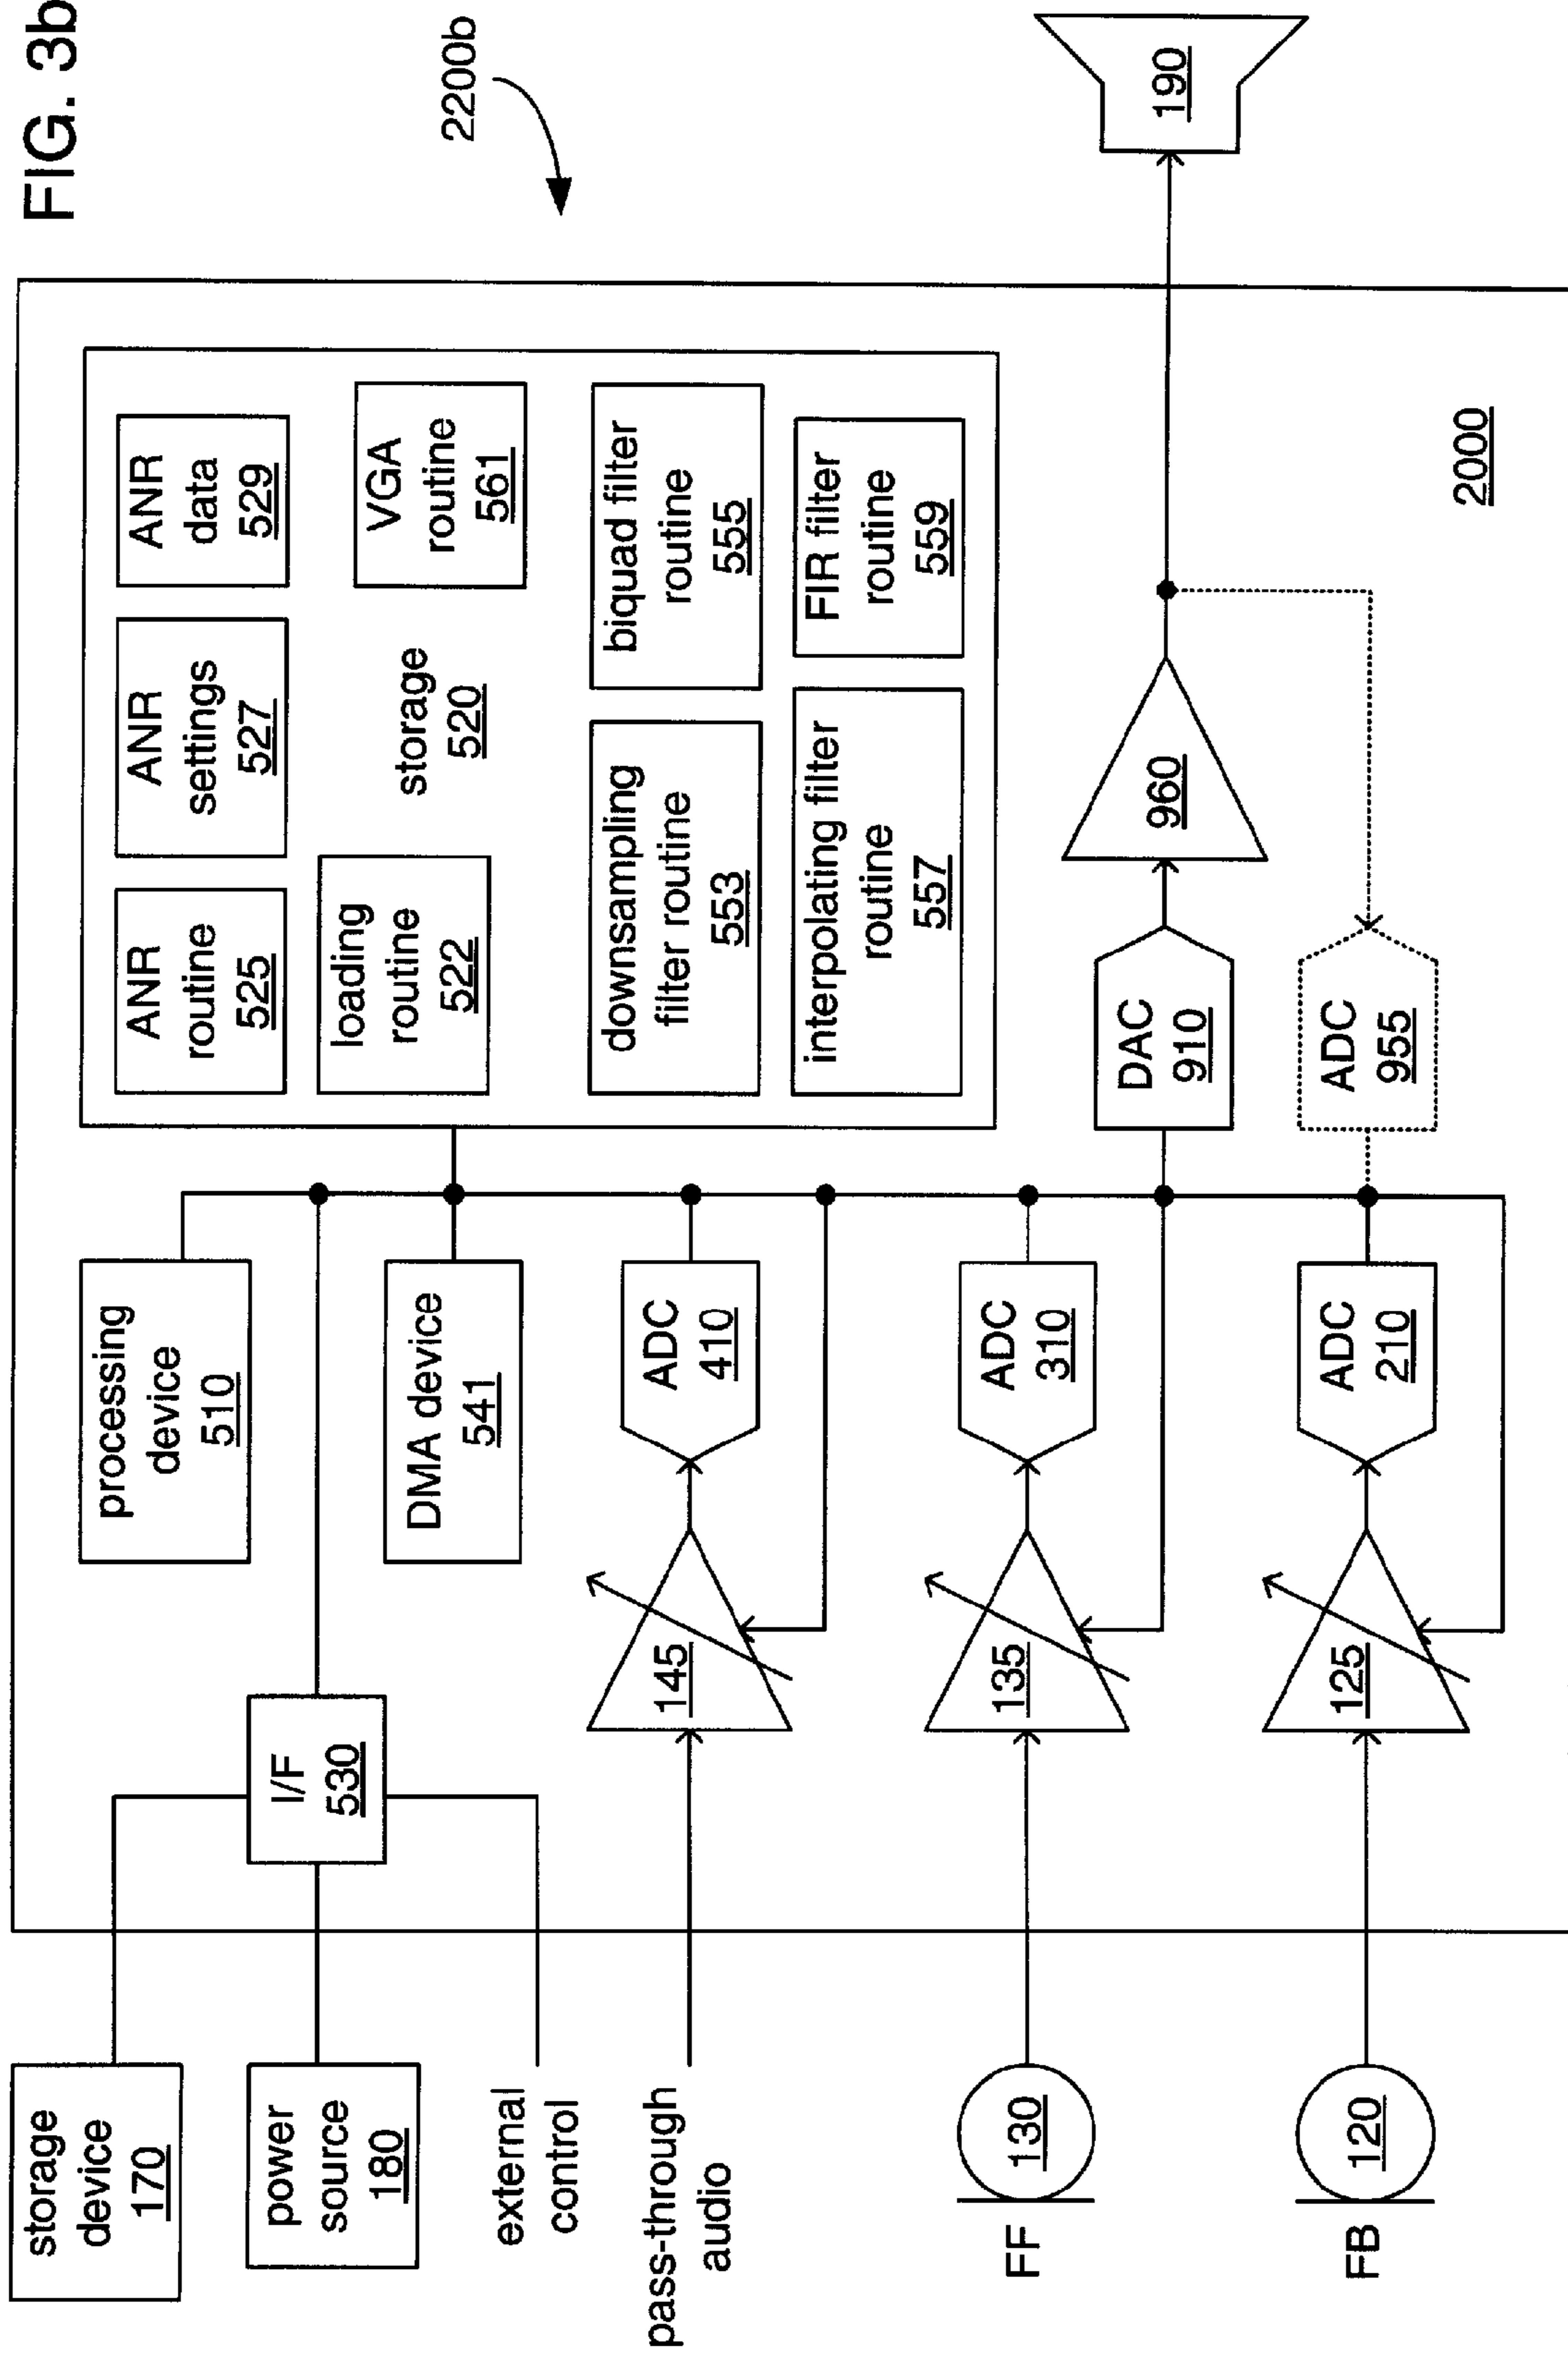 FIG. 3b
2200b
storage
device
170
power
source
180
external
control
pass-through
audio
FF
130
FB
120
I/F
530
145
135
125
processing
device
510
DMA device
541
ADC
410
ADC
310
ADC
210
ANR
routine
525
ANR
settings
527
ANR
data
529
loading
routine
522
storage
520
VGA
routine
561
downsampling
filter routine
553
biquad filter
routine
555
interpolating filter
routine
557
FIR filter
routine
559
DAC
910
ADC
955
960
190
2000